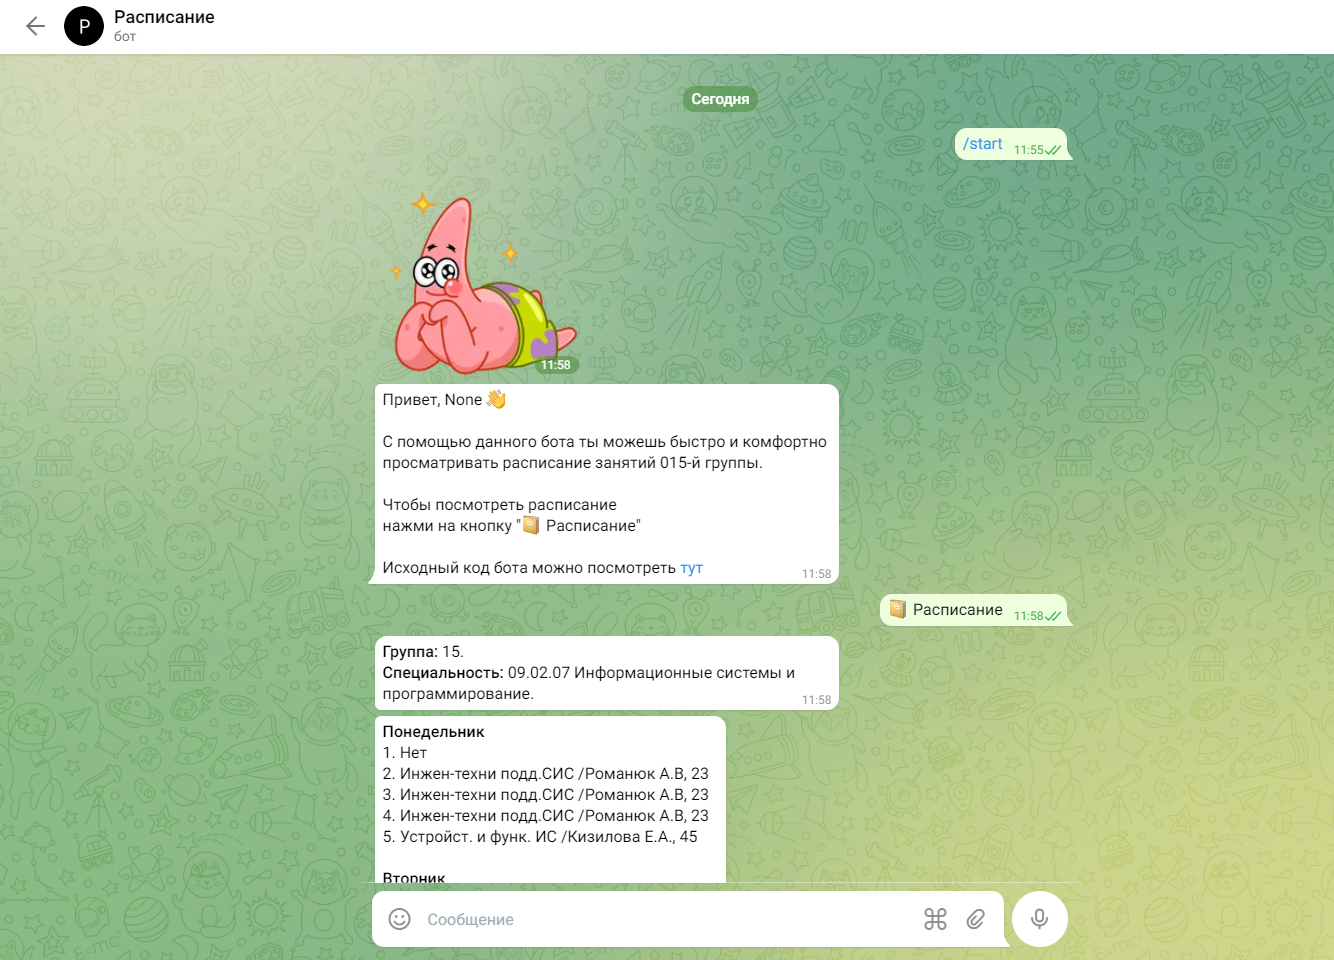 Р
Расписание
бот
Сегодня
/start 11:55
11:58
Привет, None 👋
С помощью данного бота ты можешь быстро и комфортно
просматривать расписание занятий 015-й группы.
Чтобы посмотреть расписание
нажми на кнопку "📔 Расписание"
Исходный код бота можно посмотреть тут
11:58
📔 Расписание 11:58
Группа: 15.
Специальность: 09.02.07 Информационные системы и
программирование.
11:58
Понедельник
1. Нет
2. Инжен-техни подд.СИС /Романюк А.В, 23
3. Инжен-техни подд.СИС /Романюк А.В, 23
4. Инжен-техни подд.СИС /Романюк А.В, 23
5. Устройст. и функ. ИС /Кизилова Е.А., 45
Вторник
Сообщение